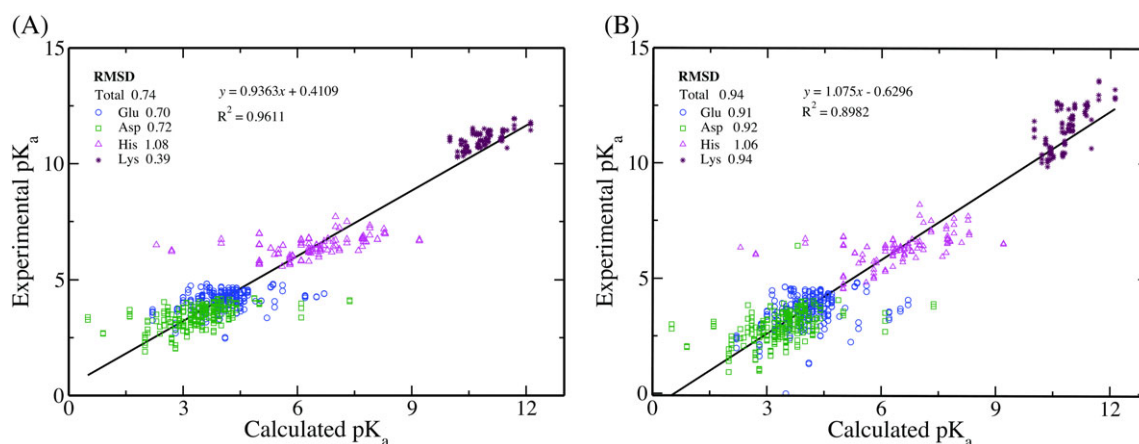 (A)
15
10
5
0
0
3
6
9
12
Experimental pKₐ
Calculated pKₐ
RMSD
Total 0.74
Glu 0.70
Asp 0.72
His 1.08
Lys 0.39
y = 0.9363x + 0.4109
R² = 0.9611
(B)
15
10
5
0
0
3
6
9
12
Experimental pKₐ
Calculated pKₐ
RMSD
Total 0.94
Glu 0.91
Asp 0.92
His 1.06
Lys 0.94
y = 1.075x - 0.6296
R² = 0.8982